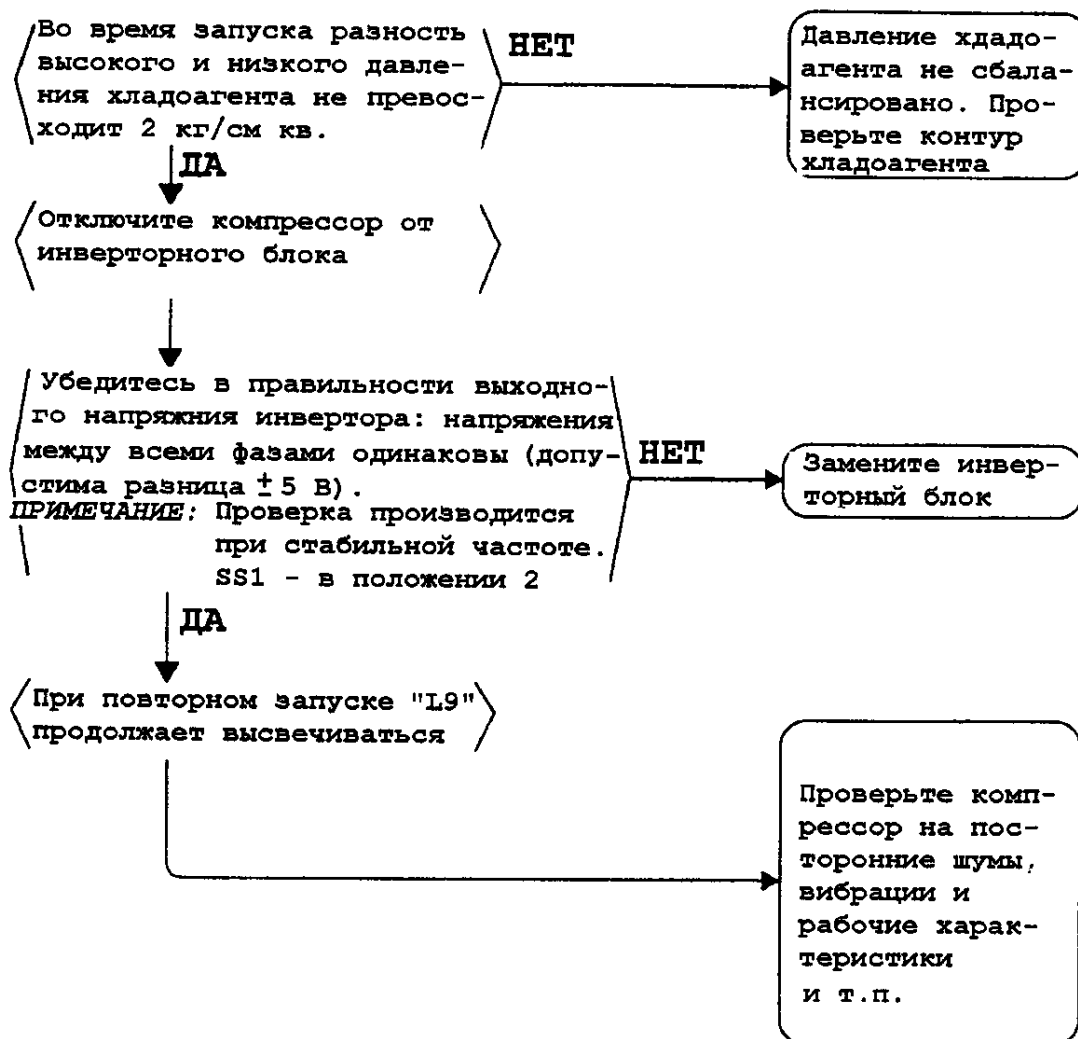 Во время запуска разность
высокого и низкого давле-
ния хладоагента не превос-
ходит 2 кг/см кв.
НЕТ
Давление хдадо-
агента не сбала-
нсировано. Про-
верьте контур
хладоагента
ДА
Отключите компрессор от
инверторного блока
Убедитесь в правильности выходно-
го напряжния инвертора: напряжения
между всеми фазами одинаковы (допу-
стима разница ± 5 В).
ПРИМЕЧАНИЕ: Проверка производится
при стабильной частоте.
SS1 - в положении 2
НЕТ
Замените инвер-
торный блок
ДА
При повторном запуске "L9"
продолжает высвечиваться
Проверьте комп-
рессор на пос-
торонние шумы,
вибрации и
рабочие харак-
теристики
и т.п.